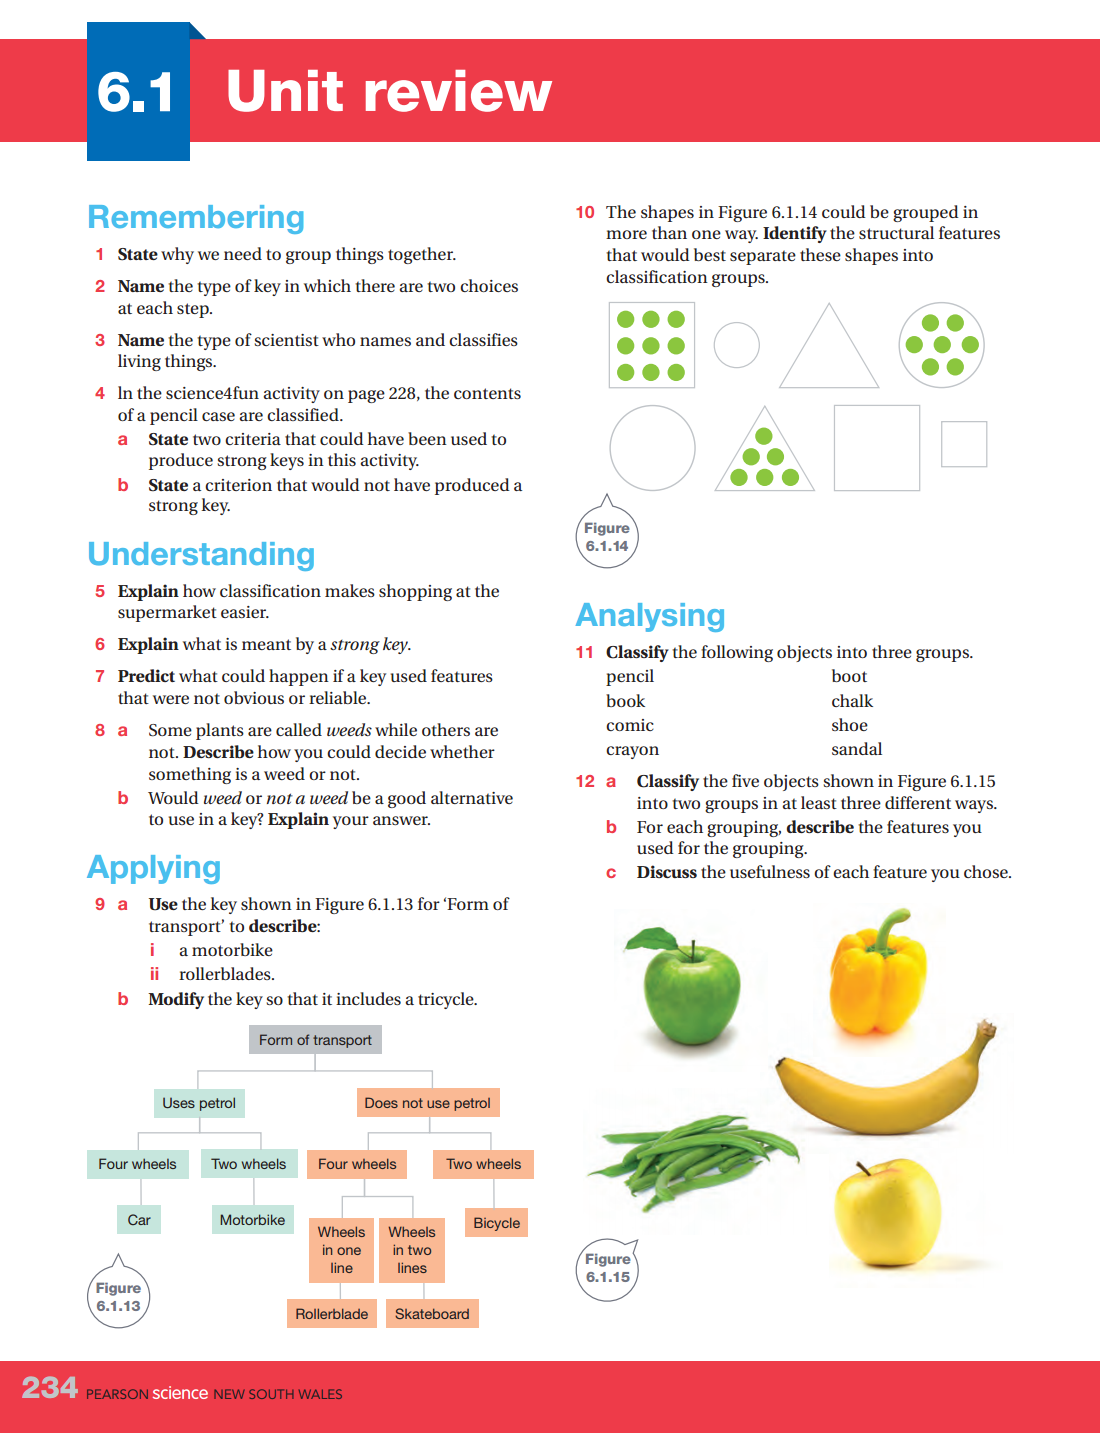 6.1
Unit review
Remembering
1 State why we need to group things together.
2 Name the type of key in which there are two choices
at each step.
3 Name the type of scientist who names and classifies
living things.
4 In the science4fun activity on page 228, the contents
of a pencil case are classified.
a State two criteria that could have been used to
produce strong keys in this activity.
b State a criterion that would not have produced a
strong key.
Understanding
5 Explain how classification makes shopping at the
supermarket easier.
6 Explain what is meant by a strong key.
7 Predict what could happen if a key used features
that were not obvious or reliable.
8 a Some plants are called weeds while others are
not. Describe how you could decide whether
something is a weed or not.
b Would weed or not a weed be a good alternative
to use in a key? Explain your answer.
Applying
9 a Use the key shown in Figure 6.1.13 for ‘Form of
transport’ to describe:
i a motorbike
ii rollerblades.
b Modify the key so that it includes a tricycle.
Form of transport
Uses petrol
Does not use petrol
Four wheels
Two wheels
Four wheels
Two wheels
Car
Motorbike
Wheels
in one
line
Wheels
in two
lines
Bicycle
Rollerblade
Skateboard
Figure
6.1.13
10 The shapes in Figure 6.1.14 could be grouped in
more than one way. Identify the structural features
that would best separate these shapes into
classification groups.
Figure
6.1.14
Analysing
11 Classify the following objects into three groups.
pencil boot
book chalk
comic shoe
crayon sandal
12 a Classify the five objects shown in Figure 6.1.15
into two groups in at least three different ways.
b For each grouping, describe the features you
used for the grouping.
c Discuss the usefulness of each feature you chose.
Figure
6.1.15
234 PEARSON science NEW SOUTH WALES